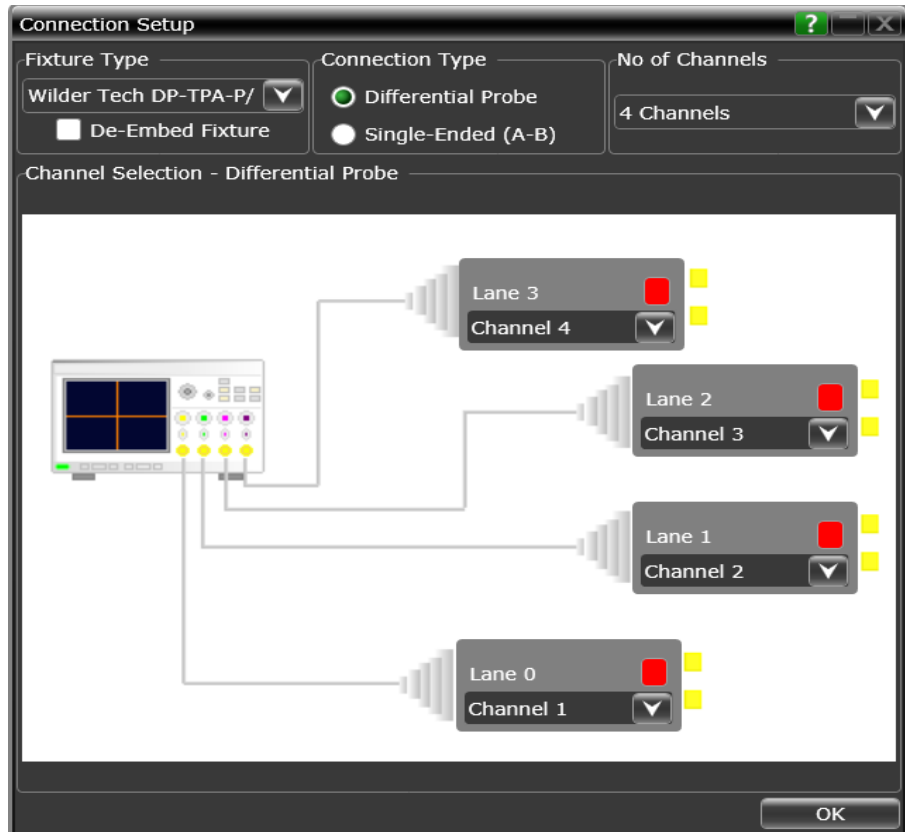 Connection Setup
?
Fixture Type
Wilder Tech DP-TPA-P/
De-Embed Fixture
Connection Type
Differential Probe
Single-Ended (A-B)
No of Channels
4 Channels
Channel Selection - Differential Probe
Lane 3
Channel 4
Lane 2
Channel 3
Lane 1
Channel 2
Lane 0
Channel 1
OK